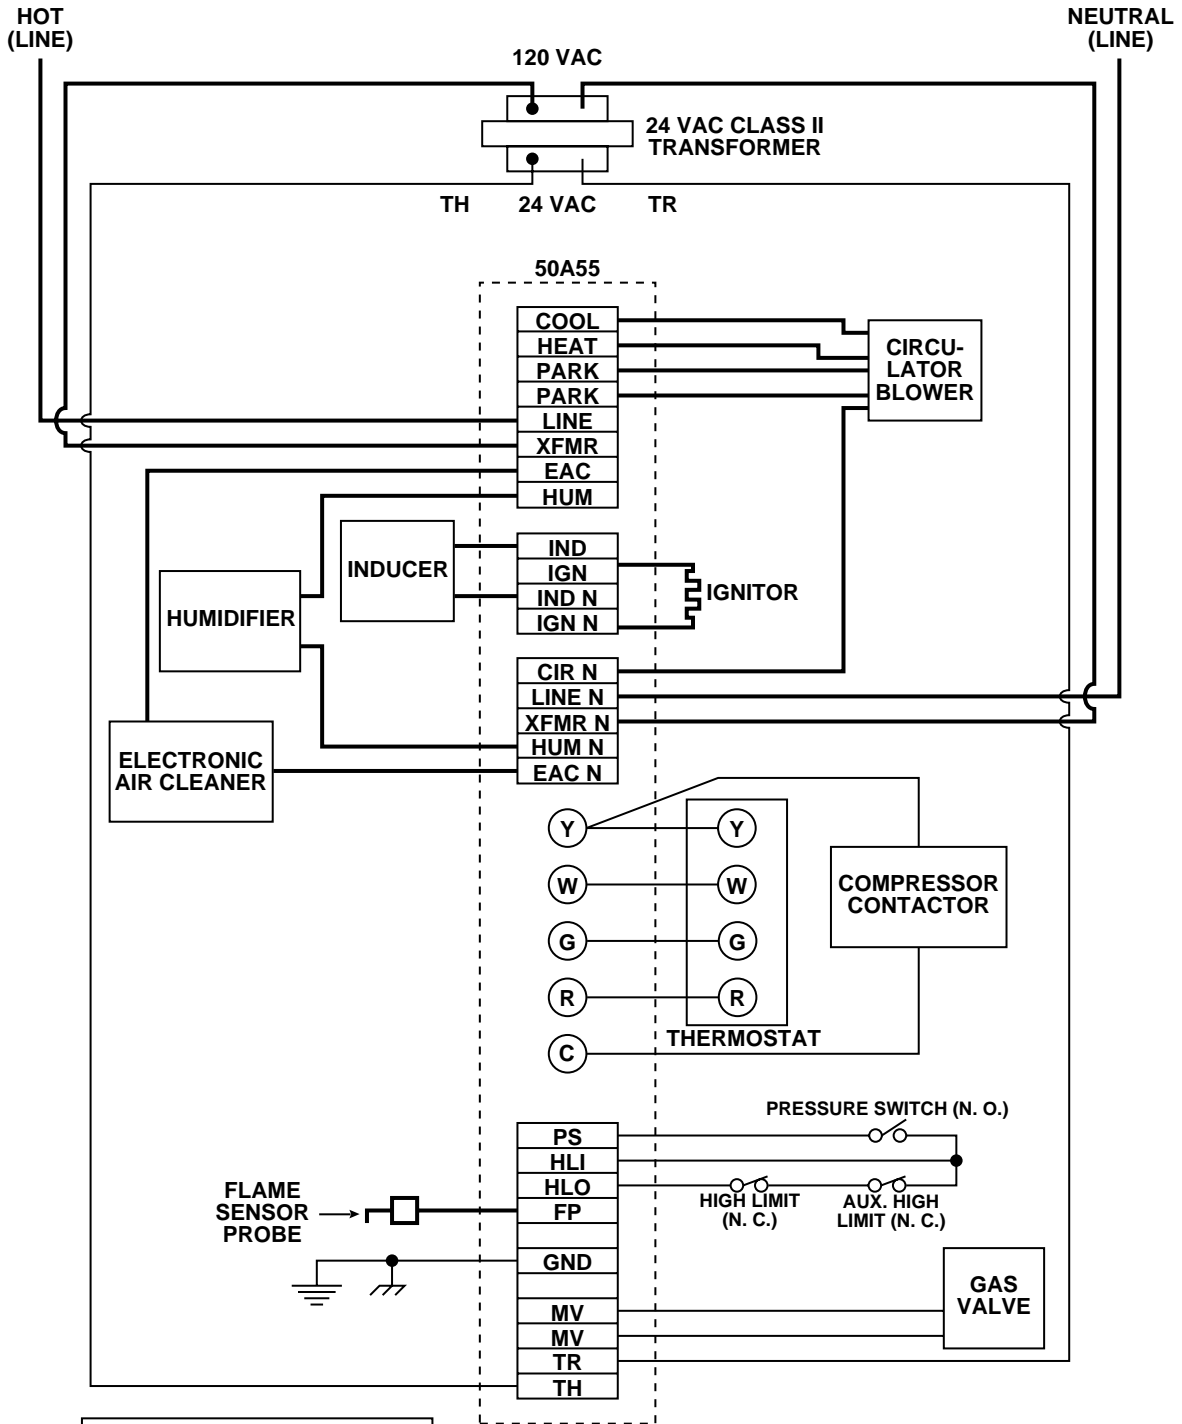 HOT
(LINE)
NEUTRAL
(LINE)
120 VAC
24 VAC CLASS II
TRANSFORMER
TH 24 VAC TR
50A55
COOL
HEAT
PARK
PARK
LINE
XFMR
EAC
HUM
CIRCU-
LATOR
BLOWER
IND
IGN
IND N
IGN N
INDUCER
IGNITOR
HUMIDIFIER
CIR N
LINE N
XFMR N
HUM N
EAC N
ELECTRONIC
AIR CLEANER
Y Y
W W
G G
R R
C
THERMOSTAT
COMPRESSOR
CONTACTOR
PRESSURE SWITCH (N. O.)
PS
HLI
HLO
FP
GND
MV
MV
TR
TH
HIGH LIMIT
(N. C.)
AUX. HIGH
LIMIT (N. C.)
FLAME
SENSOR
PROBE
GAS
VALVE